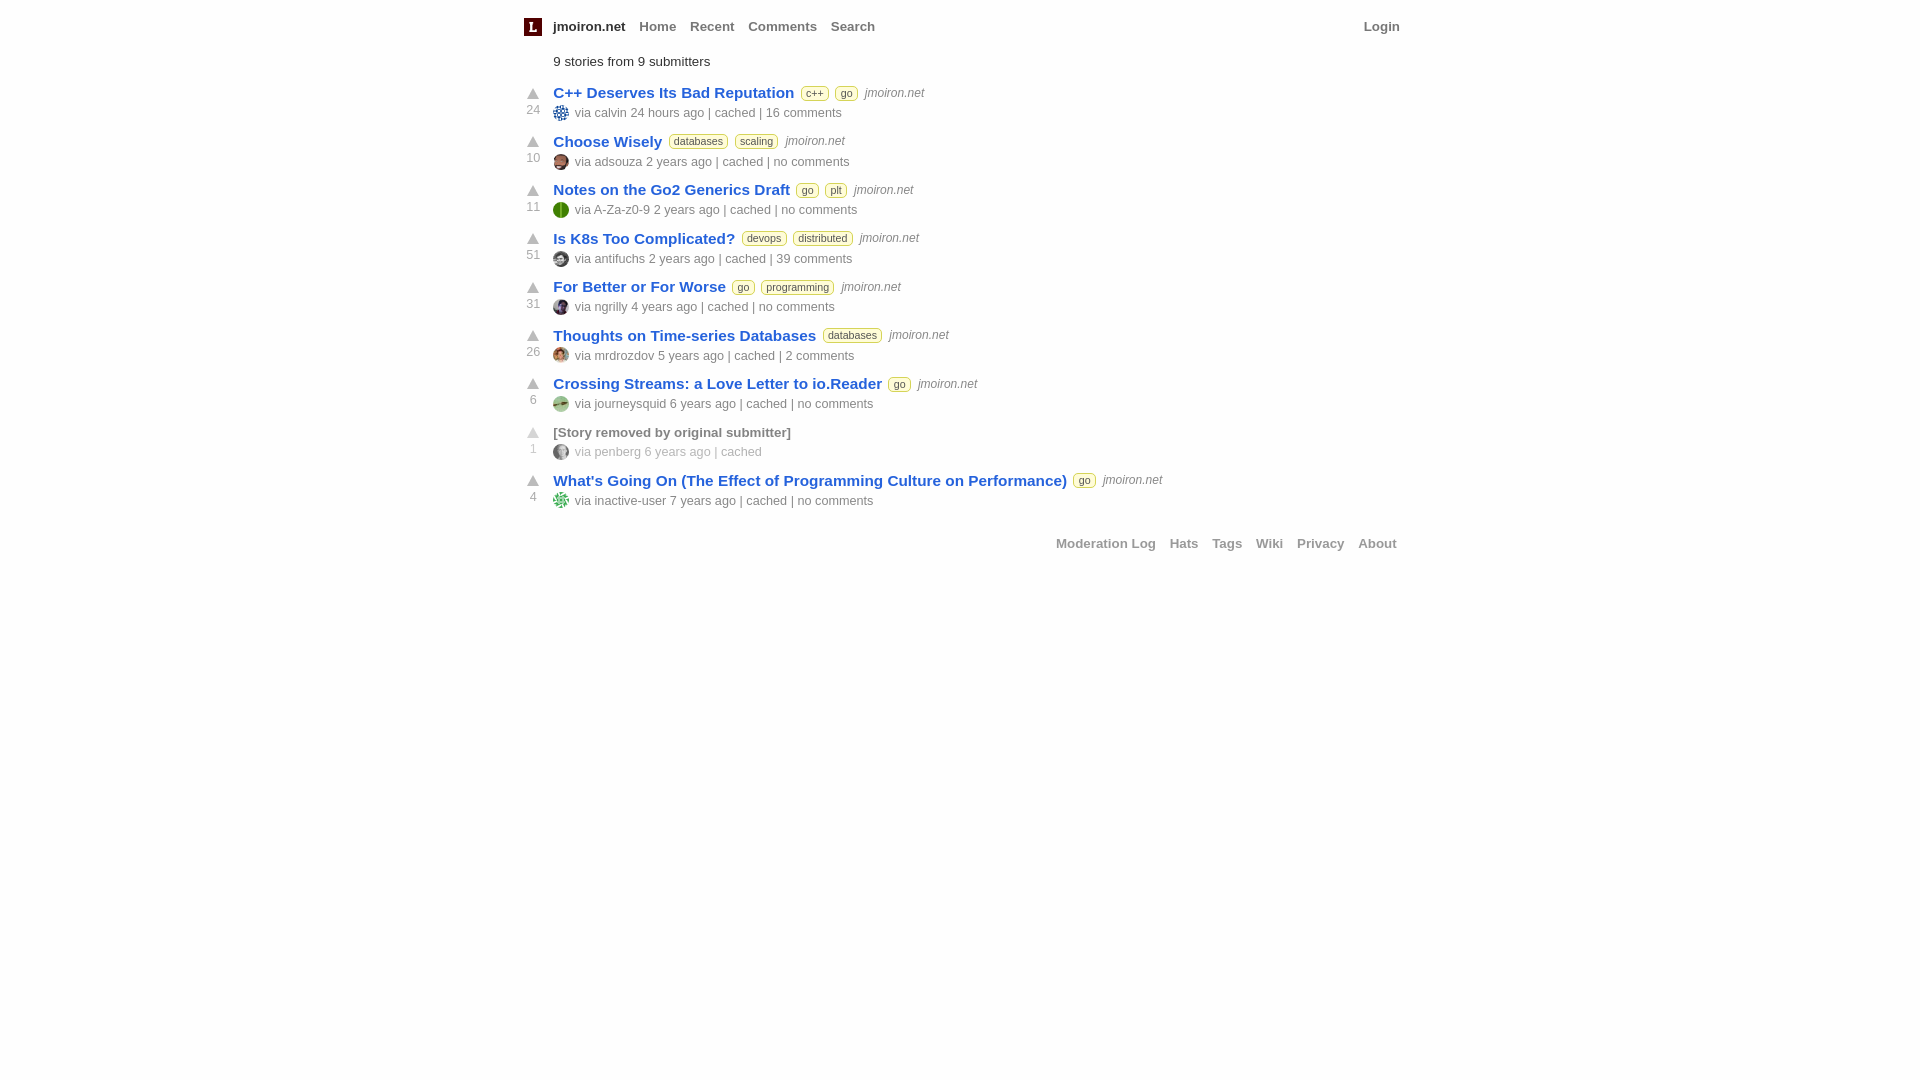 L jmoiron.net Home Recent Comments Search Login
9 stories from 9 submitters
C++ Deserves Its Bad Reputation c++ go jmoiron.net
24 via calvin 24 hours ago | cached | 16 comments
Choose Wisely databases scaling jmoiron.net
10 via adsouza 2 years ago | cached | no comments
Notes on the Go2 Generics Draft go plt jmoiron.net
11 via A-Za-z0-9 2 years ago | cached | no comments
Is K8s Too Complicated? devops distributed jmoiron.net
51 via antifuchs 2 years ago | cached | 39 comments
For Better or For Worse go programming jmoiron.net
31 via ngrilly 4 years ago | cached | no comments
Thoughts on Time-series Databases databases jmoiron.net
26 via mrdrozdov 5 years ago | cached | 2 comments
Crossing Streams: a Love Letter to io.Reader go jmoiron.net
6 via journeysquid 6 years ago | cached | no comments
[Story removed by original submitter]
1 via penberg 6 years ago | cached
What's Going On (The Effect of Programming Culture on Performance) go jmoiron.net
4 via inactive-user 7 years ago | cached | no comments
Moderation Log Hats Tags Wiki Privacy About